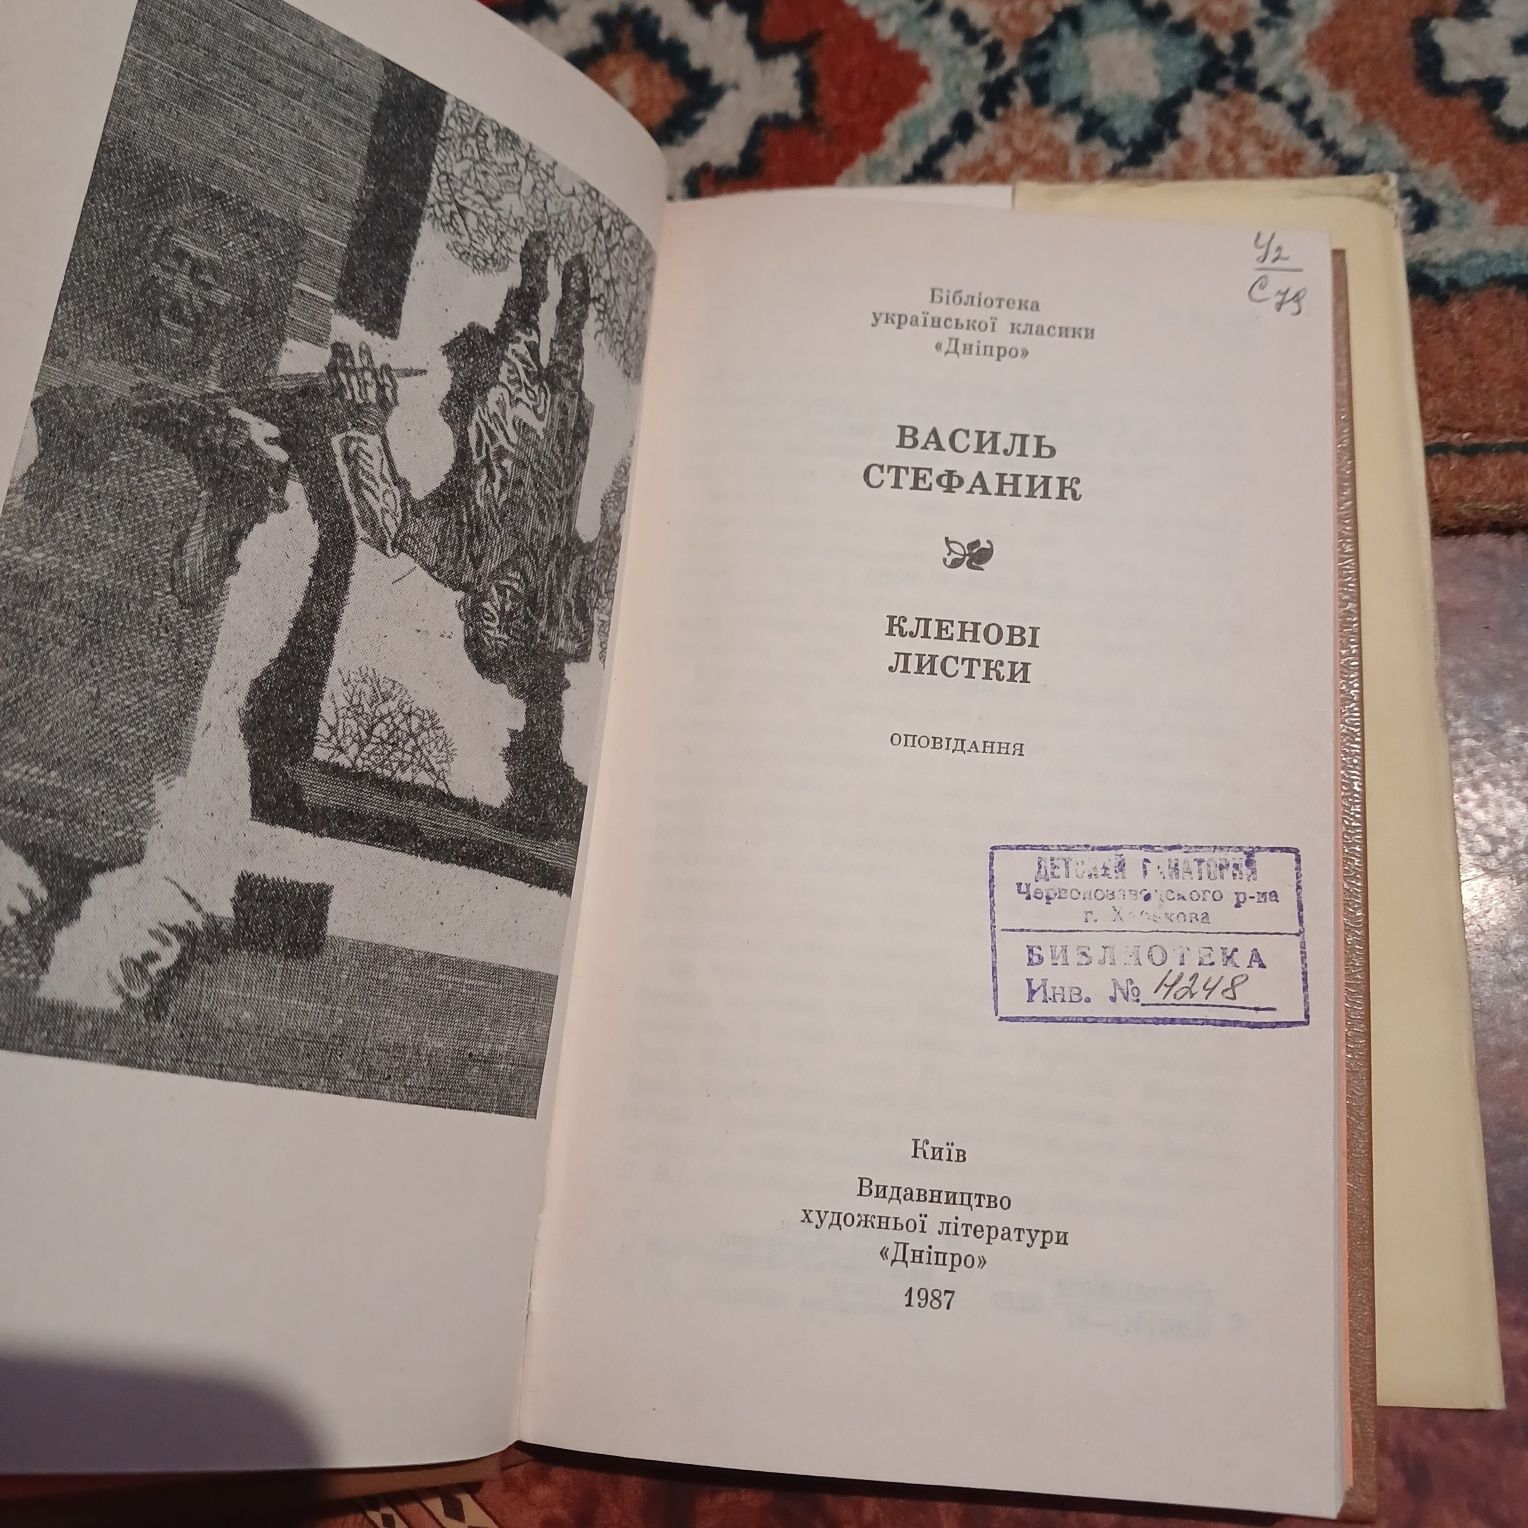 У2
С79
Бібліотека
української класики
«Дніпро»
ВАСИЛЬ
СТЕФАНИК
КЛЕНОВІ
ЛИСТКИ
ОПОВІДАННЯ
ДЕТСКИЙ САНАТОРИЙ
Червонозаводского р-на
г. Харькова
БИБЛИОТЕКА
Инв. № 4248
Київ
Видавництво
художньої літератури
«Дніпро»
1987